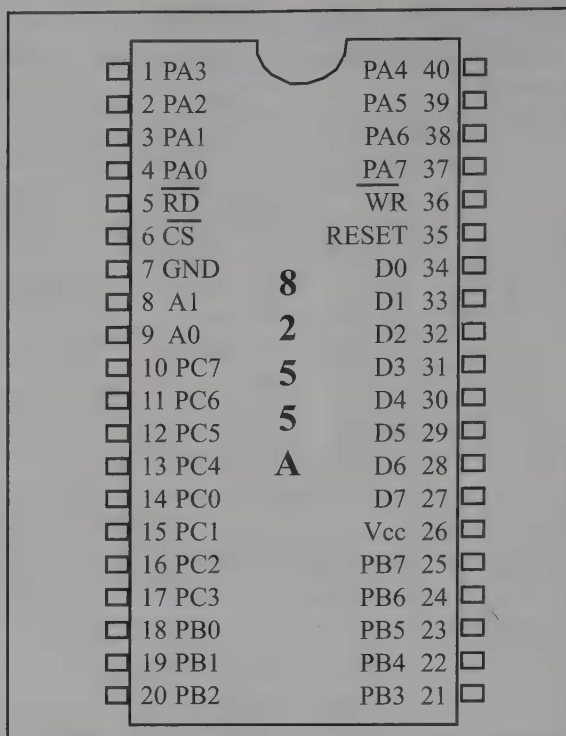 1 PA3 PA4 40
2 PA2 PA5 39
3 PA1 PA6 38
4 PA0 PA7 37
5 R̅D̅ W̅R̅ 36
6 C̅S̅ RESET 35
7 GND D0 34
8 A1 D1 33
9 A0 D2 32
10 PC7 D3 31
11 PC6 D4 30
12 PC5 D5 29
13 PC4 D6 28
14 PC0 D7 27
15 PC1 Vcc 26
16 PC2 PB7 25
17 PC3 PB6 24
18 PB0 PB5 23
19 PB1 PB4 22
20 PB2 PB3 21
8
2
5
5
A